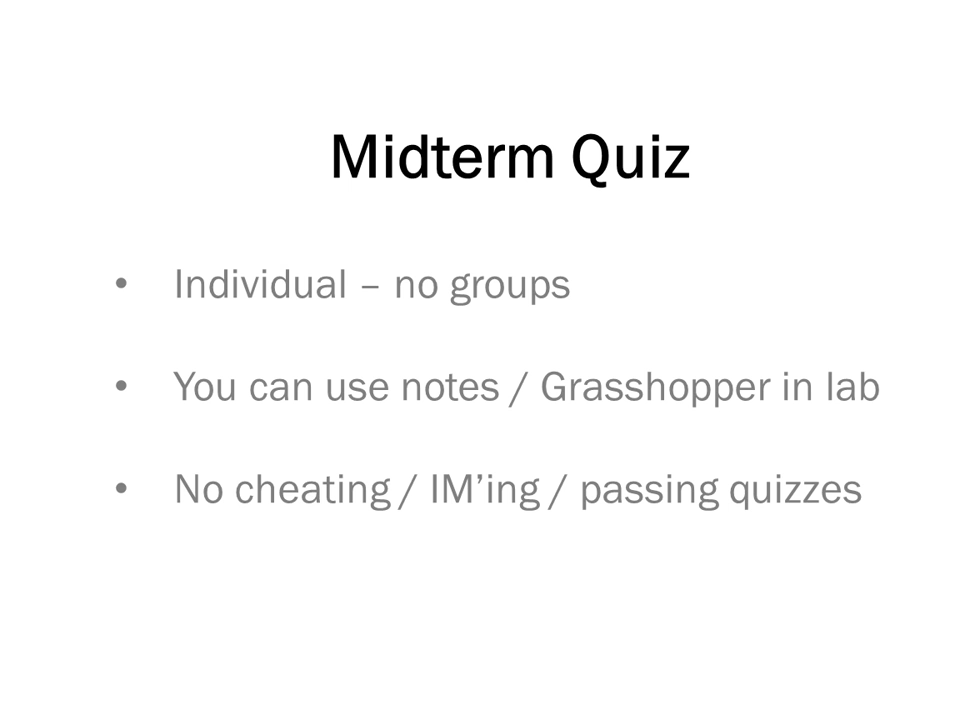 Midterm Quiz
• Individual – no groups
• You can use notes / Grasshopper in lab
• No cheating / IM’ing / passing quizzes